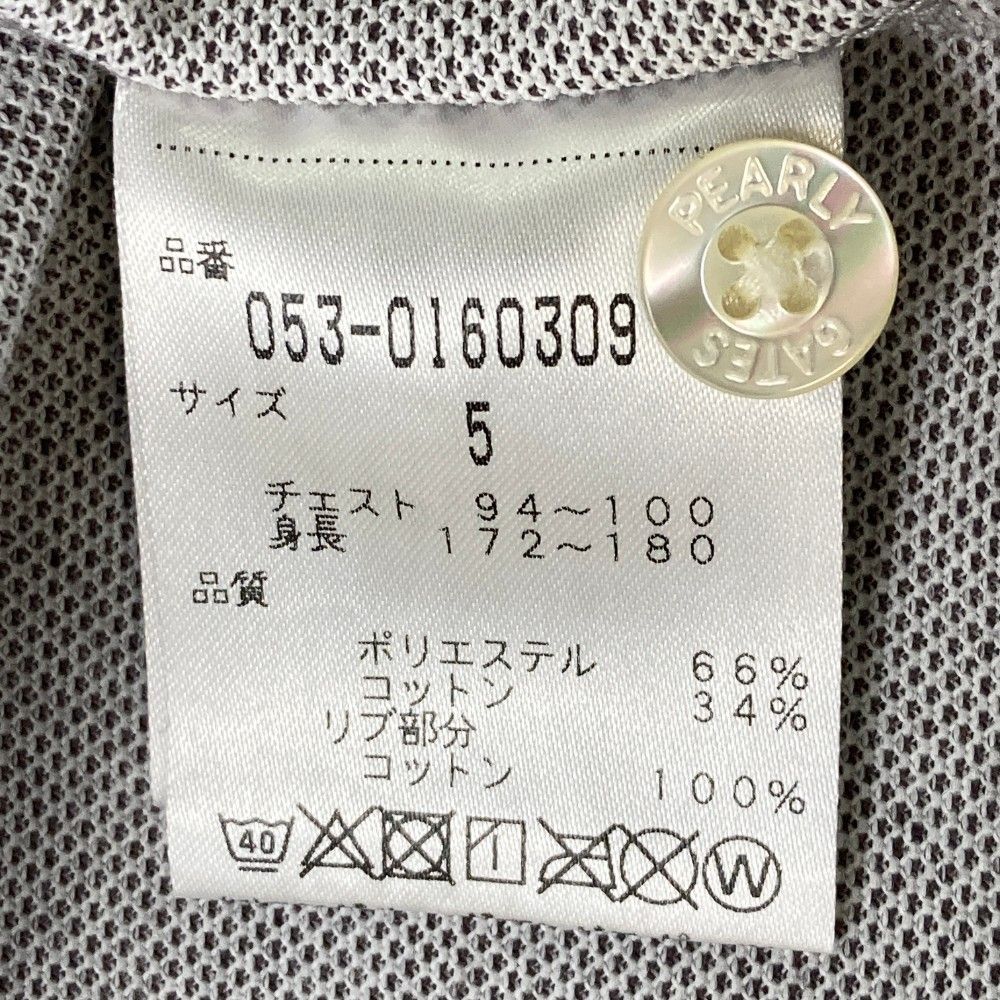 PEARLY
GATES
品番
053-0160309
サイズ
5
チェスト 94~100
身長 172~180
品質
ポリエステル 66%
コットン 34%
リブ部分
コットン 100%
40
W